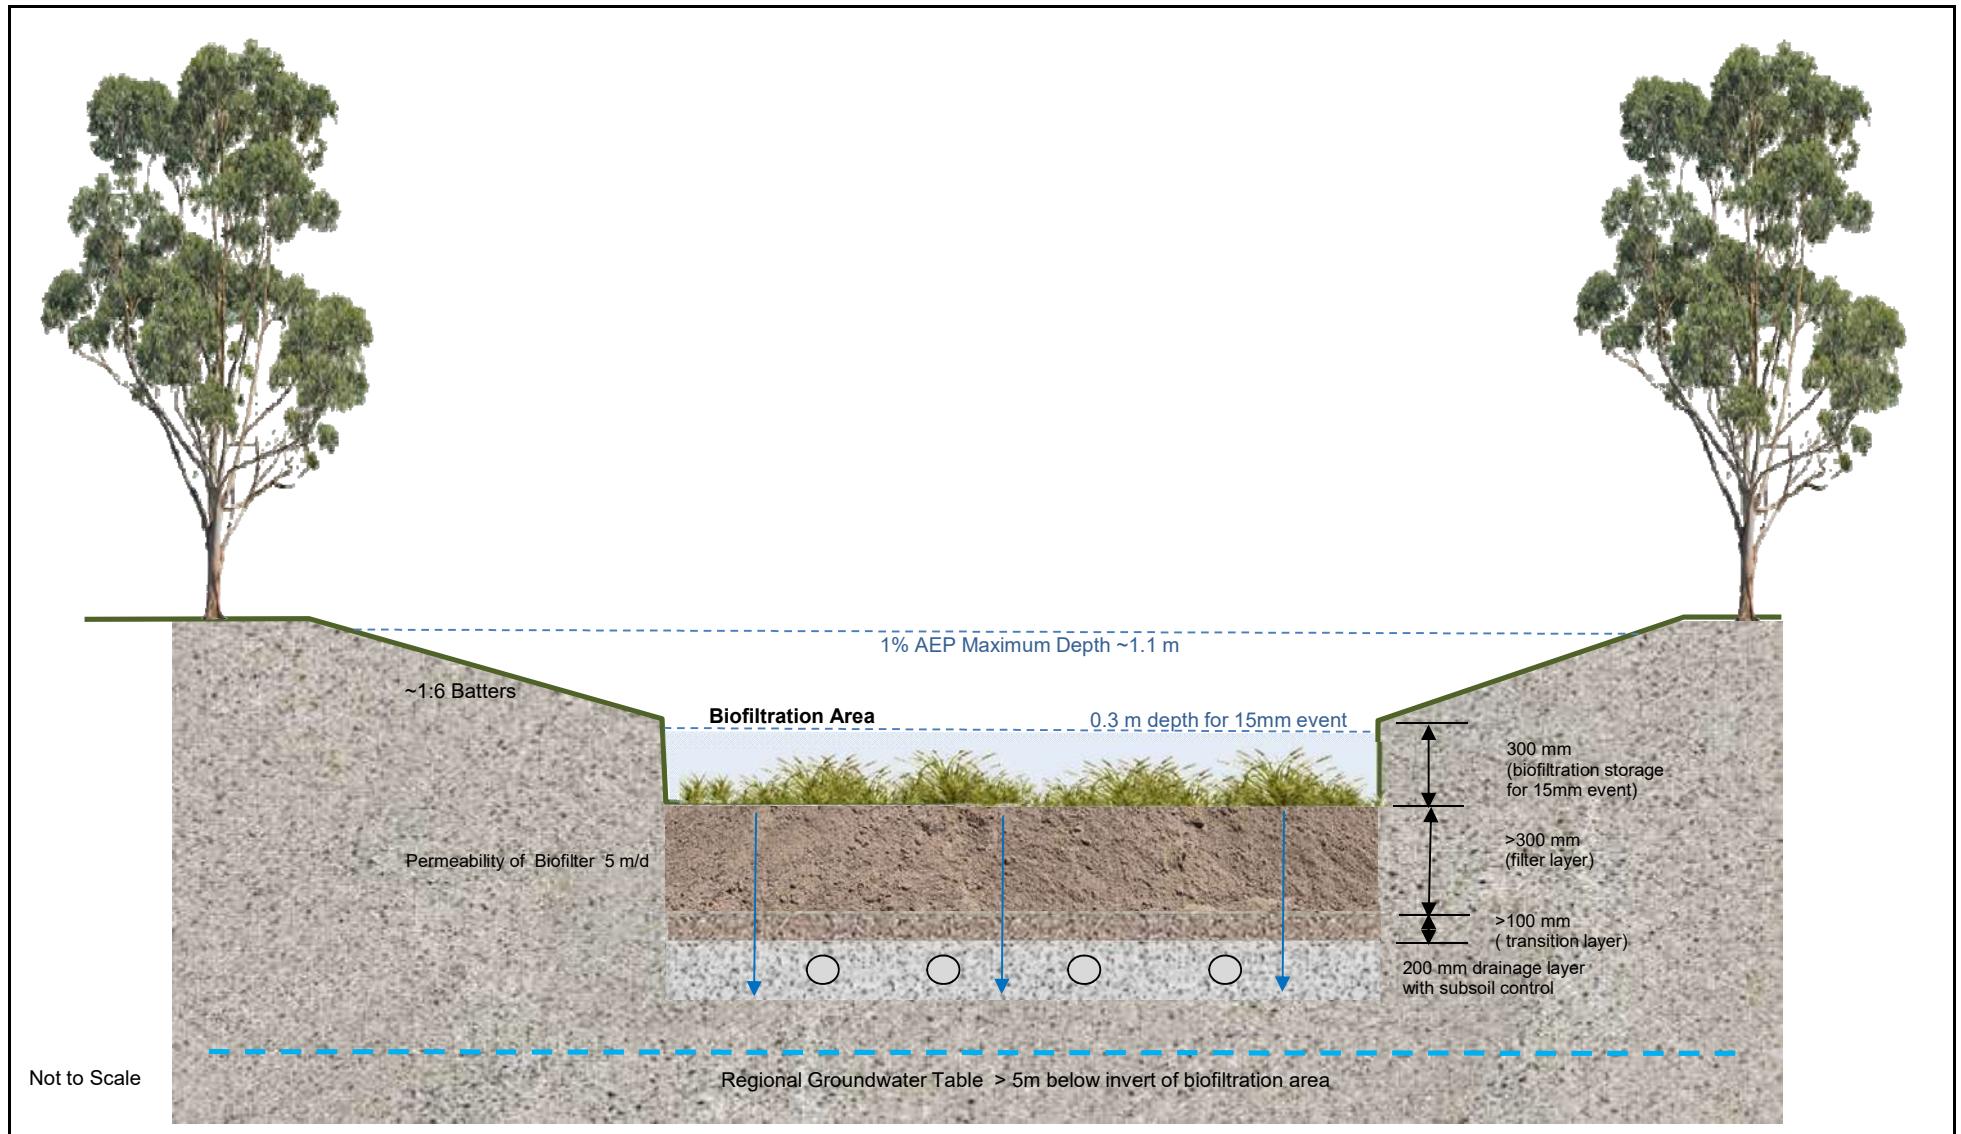 1% AEP Maximum Depth ~1.1 m
~1:6 Batters
Biofiltration Area
0.3 m depth for 15mm event
300 mm
(biofiltration storage
for 15mm event)
Permeability of  Biofilter  5 m/d
>300 mm
(filter layer)
>100 mm
( transition layer)
200 mm drainage layer
with subsoil control
Not to Scale
Regional Groundwater Table  > 5m below invert of biofiltration area